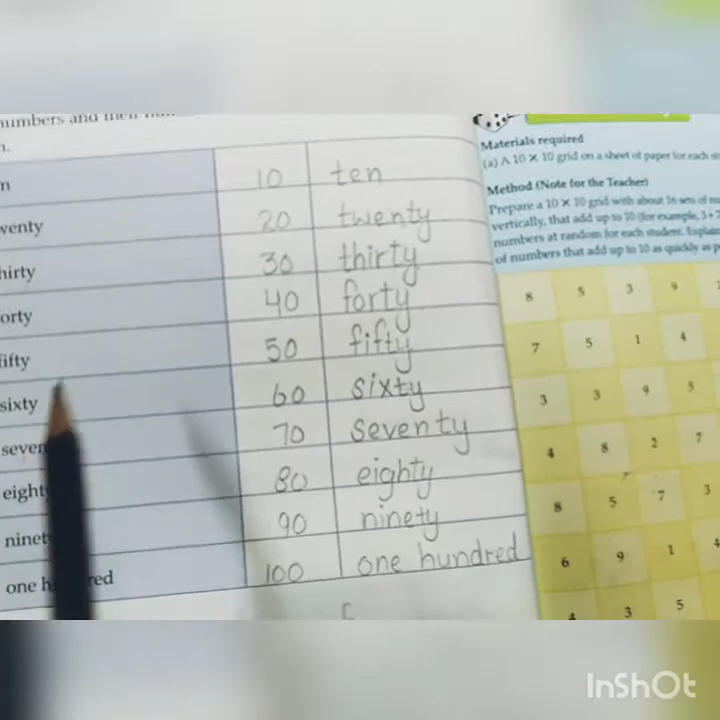 numbers and their
n.
n 10 ten
wenty 20 twenty
hirty 30 thirty
orty 40 forty
fifty 50 fifty
sixty 60 sixty
seven 70 seventy
eight 80 eighty
ninet 90 ninety
one h red 100 one hundred
Materials required
(a) A 10 × 10 grid on a sheet of paper for each st
Method (Note for the Teacher)
Prepare a 10 × 10 grid with about 16 sets of nu
vertically, that add up to 10 (for example, 3 + 7
numbers at random for each student. Explain
of numbers that add up to 10 as quickly as p
8 5 3 9
7 5 1 4
3 3 9 5
4 8 2 7
8 5 7 3
6 9 1 4
4 3 5
InShOt